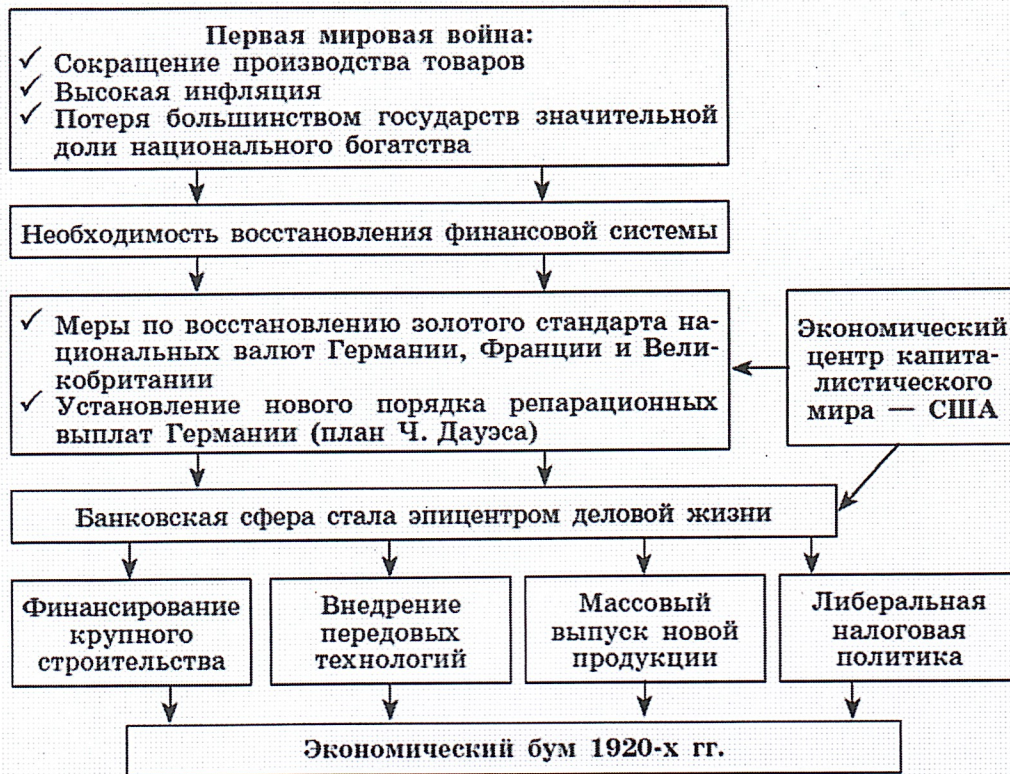 Первая мировая война:
✓ Сокращение производства товаров
✓ Высокая инфляция
✓ Потеря большинством государств значительной
доли национального богатства
Необходимость восстановления финансовой системы
✓ Меры по восстановлению золотого стандарта на-
циональных валют Германии, Франции и Вели-
кобритании
✓ Установление нового порядка репарационных
выплат Германии (план Ч. Дауэса)
Экономический
центр капита-
листического
мира — США
Банковская сфера стала эпицентром деловой жизни
Финансирование
крупного
строительства
Внедрение
передовых
технологий
Массовый
выпуск новой
продукции
Либеральная
налоговая
политика
Экономический бум 1920-х гг.